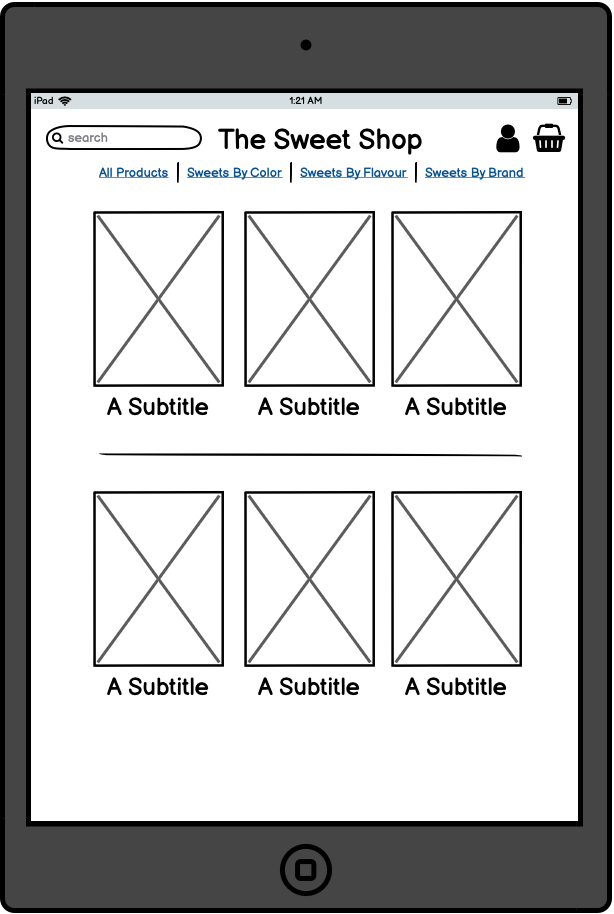 iPad 1:21 AM
search The Sweet Shop
All Products Sweets By Color Sweets By Flavour Sweets By Brand
A Subtitle A Subtitle A Subtitle
A Subtitle A Subtitle A Subtitle